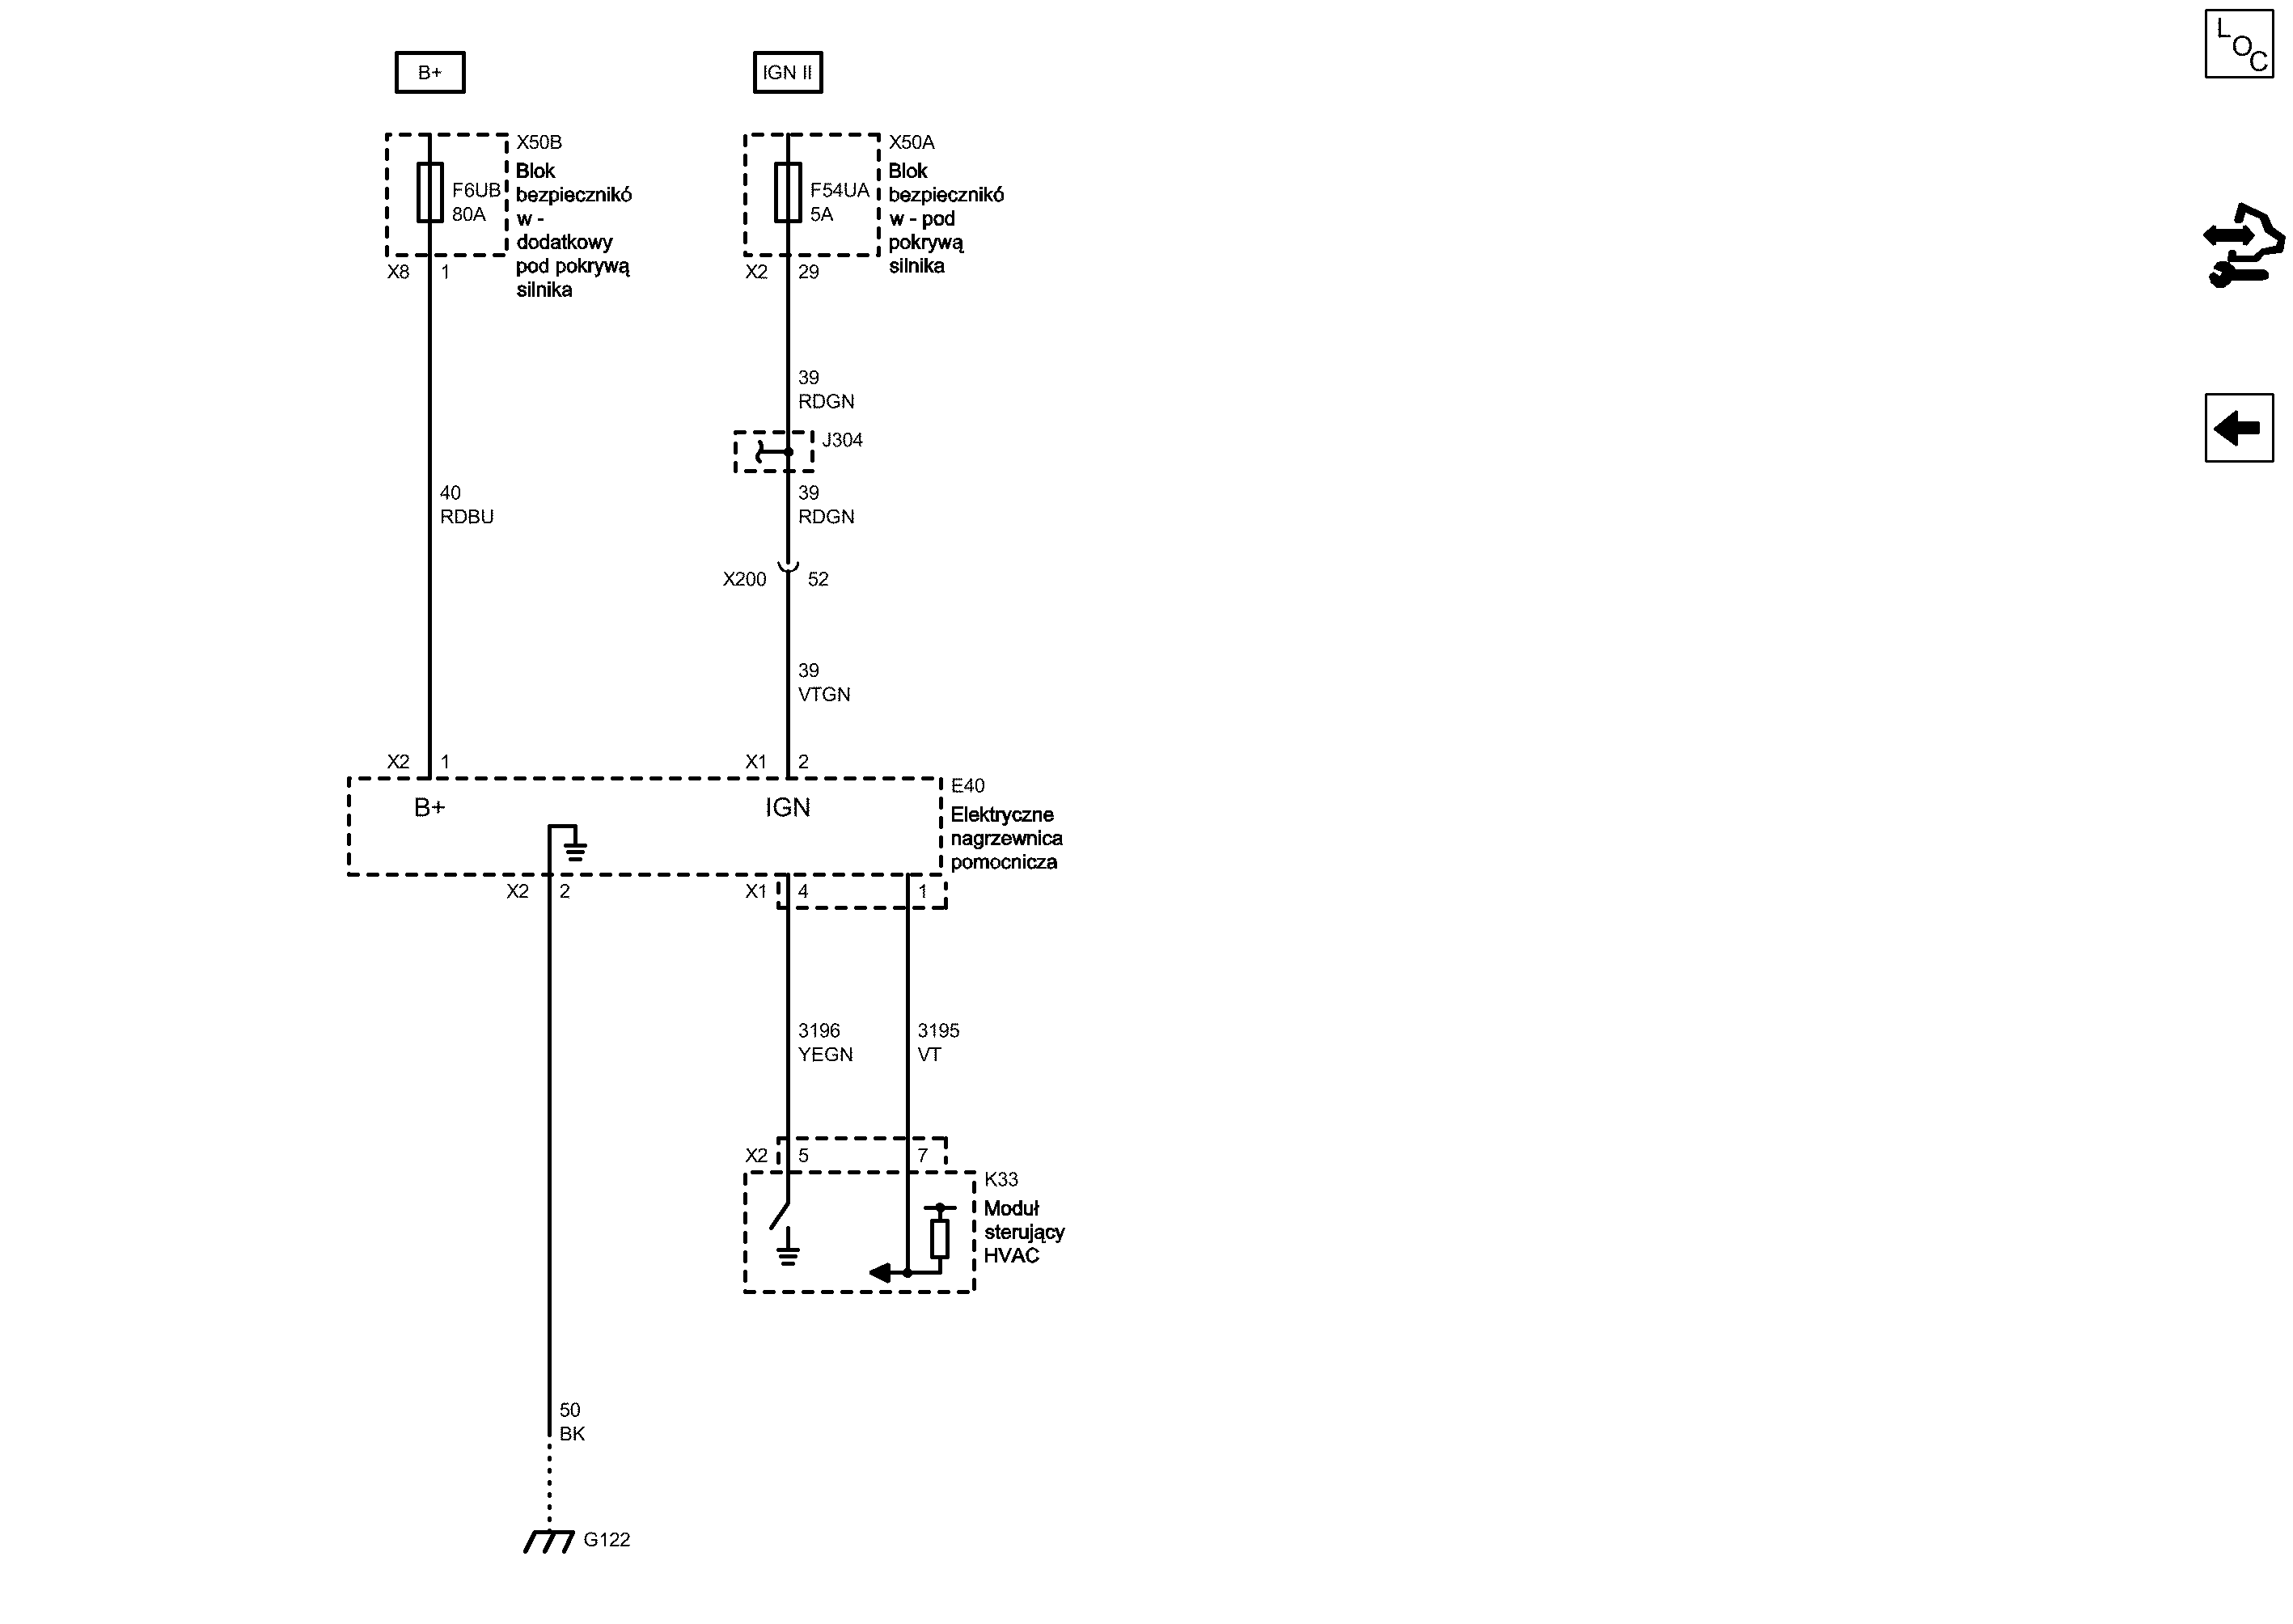 B+
IGN II
L
O
C
X50B
Blok
bezpiecznikó
w -
dodatkowy
pod pokrywą
silnika
F6UB
80A
X8
1
X50A
Blok
bezpiecznikó
w - pod
pokrywą
silnika
F54UA
5A
X2
29
39
RDGN
J304
40
RDBU
39
RDGN
X200
52
39
VTGN
X2
1
X1
2
B+
IGN
E40
Elektryczne
nagrzewnica
pomocnicza
X2
2
X1
4
1
3196
YEGN
3195
VT
X2
5
7
K33
Moduł
sterujący
HVAC
50
BK
G122